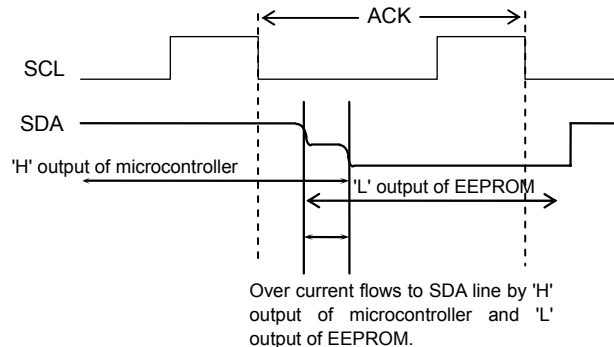 ACK
SCL
SDA
'H' output of microcontroller
'L' output of EEPROM
Over current flows to SDA line by 'H'
output of microcontroller and 'L'
output of EEPROM.